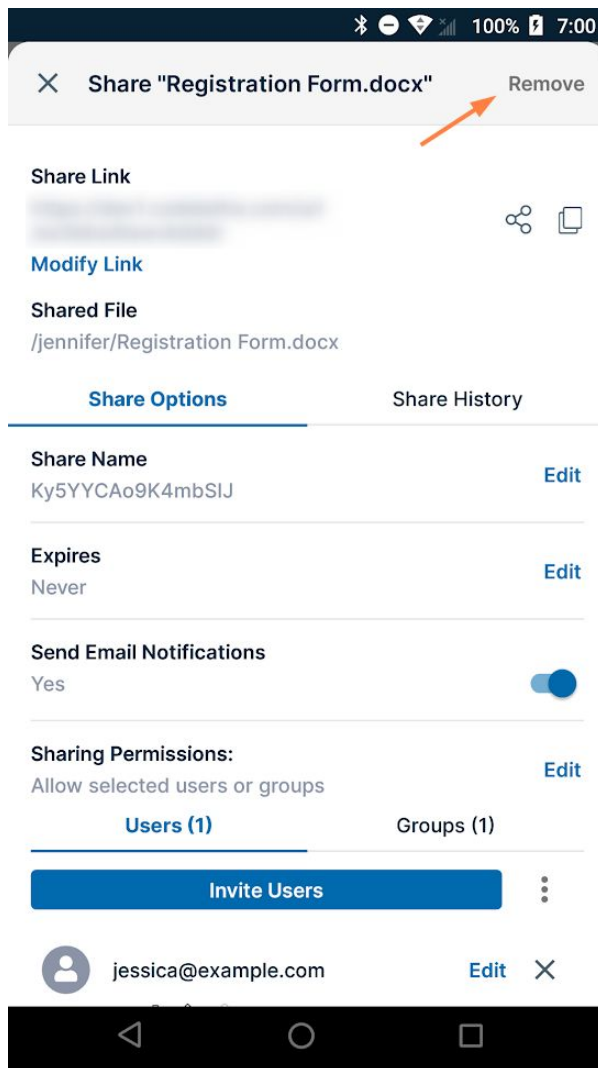 100% 7:00
Share "Registration Form.docx" Remove
Share Link
Modify Link
Shared File
/jennifer/Registration Form.docx
Share Options Share History
Share Name
Ky5YYCAo9K4mbSIJ Edit
Expires
Never Edit
Send Email Notifications
Yes
Sharing Permissions:
Allow selected users or groups Edit
Users (1) Groups (1)
Invite Users
jessica@example.com Edit